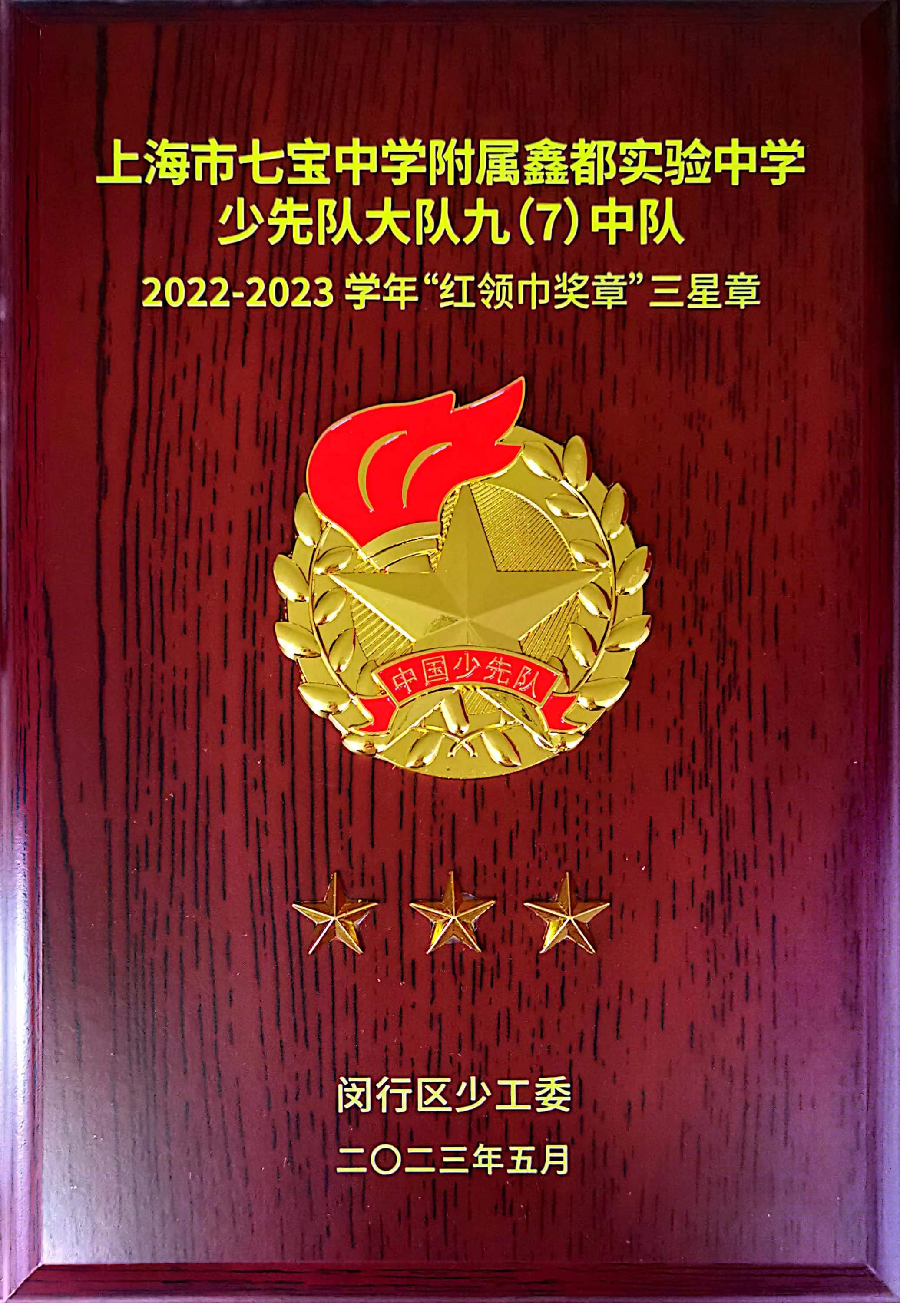 上海市七宝中学附属鑫都实验中学
少先队大队九（7）中队
2022-2023 学年“红领巾奖章”三星章
中国少先队
闵行区少工委
二〇二三年五月